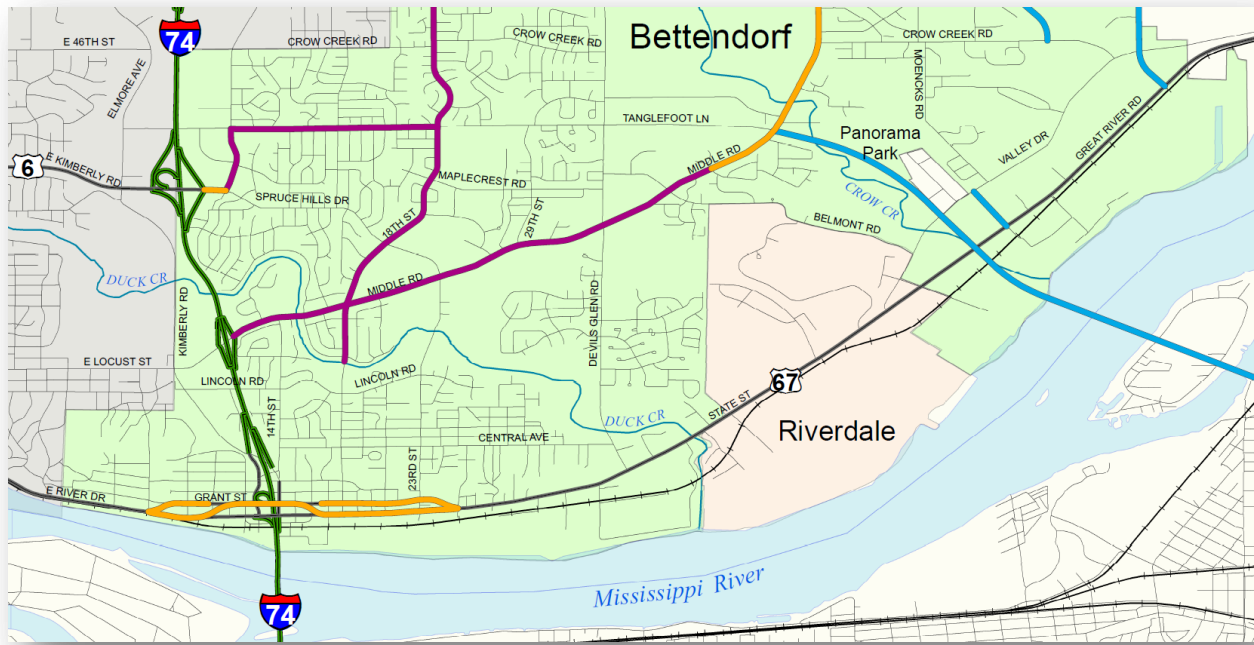 74
E 46TH ST
CROW CREEK RD
CROW CREEK RD
Bettendorf
CROW CREEK RD
ELMORE AVE
MOENCKS RD
GREAT RIVER RD
TANGLEFOOT LN
Panorama
Park
VALLEY DR
6
E KIMBERLY RD
MIDDLE RD
MAPLECREST RD
SPRUCE HILLS DR
CROW CR
18TH ST
29TH ST
BELMONT RD
DUCK CR
MIDDLE RD
KIMBERLY RD
DEVILS GLEN RD
E LOCUST ST
LINCOLN RD
LINCOLN RD
67
STATE ST
14TH ST
DUCK CR
Riverdale
CENTRAL AVE
23RD ST
E RIVER DR
GRANT ST
Mississippi River
74